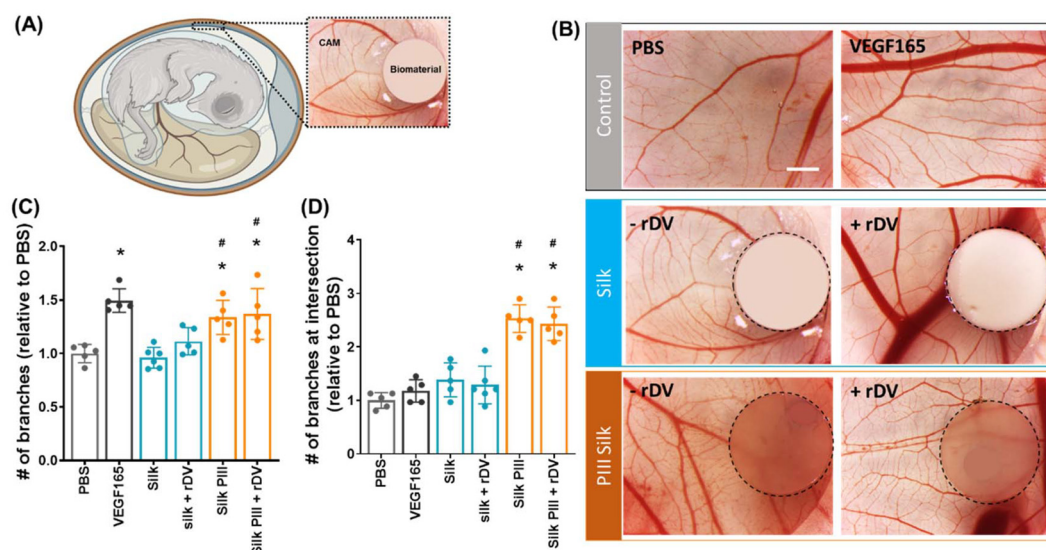 (A)
CAM
Biomaterial
(B)
Control
PBS
VEGF165
Silk
- rDV
+ rDV
PIII Silk
- rDV
+ rDV
(C)
# of branches (relative to PBS)
2.0
1.5
1.0
0.5
0.0
*
#
*
#
*
PBS
VEGF165
Silk
silk + rDV
Silk PIII
Silk PIII + rDV
(D)
# of branches at intersection
(relative to PBS)
4
3
2
1
0
#
*
#
*
PBS
VEGF165
Silk
silk + rDV
Silk PIII
Silk PIII + rDV